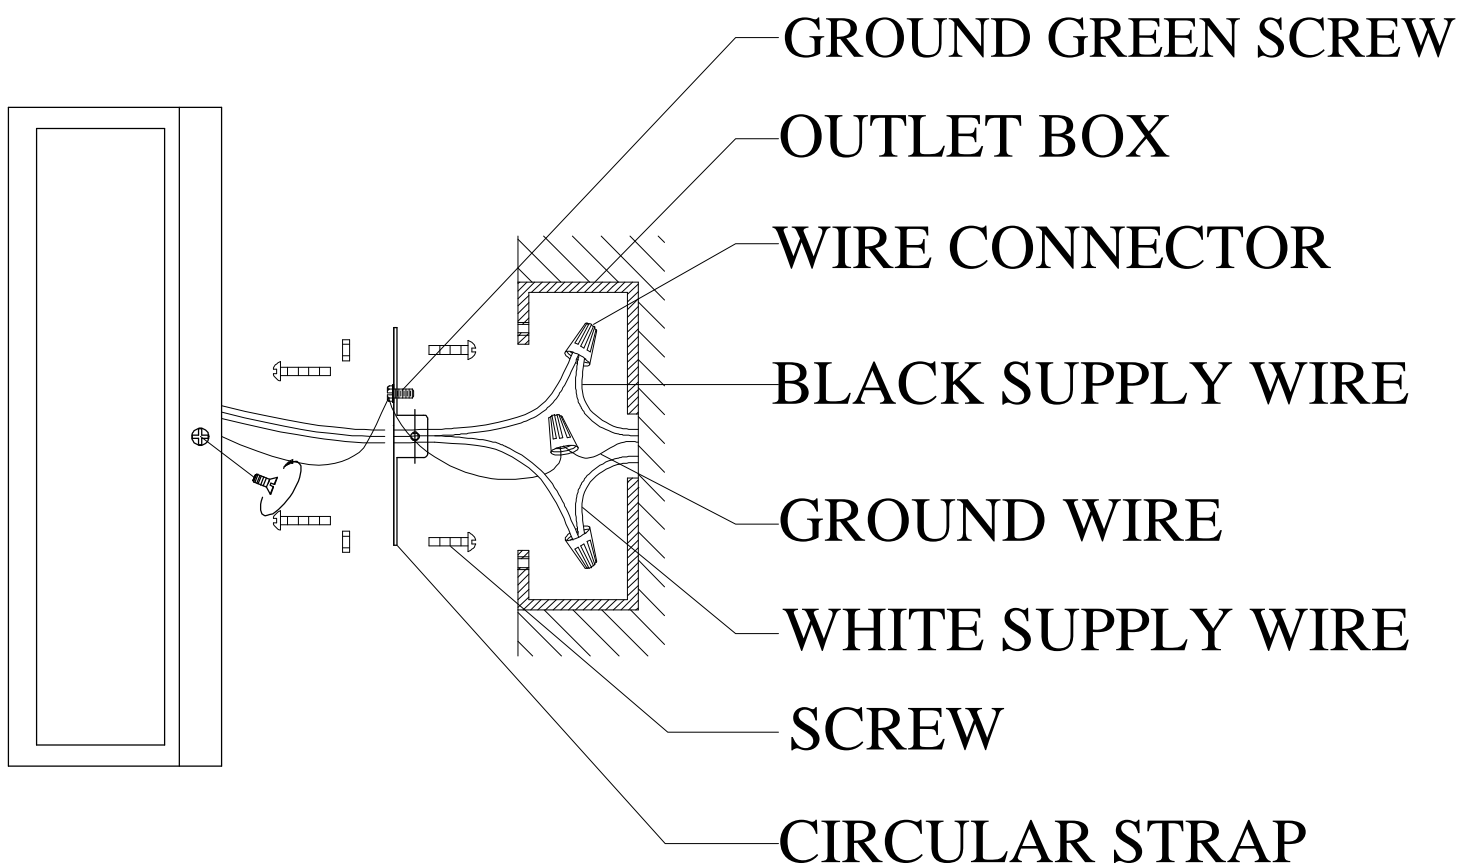 GROUND GREEN SCREW
OUTLET BOX
WIRE CONNECTOR
BLACK SUPPLY WIRE
GROUND WIRE
WHITE SUPPLY WIRE
SCREW
CIRCULAR STRAP